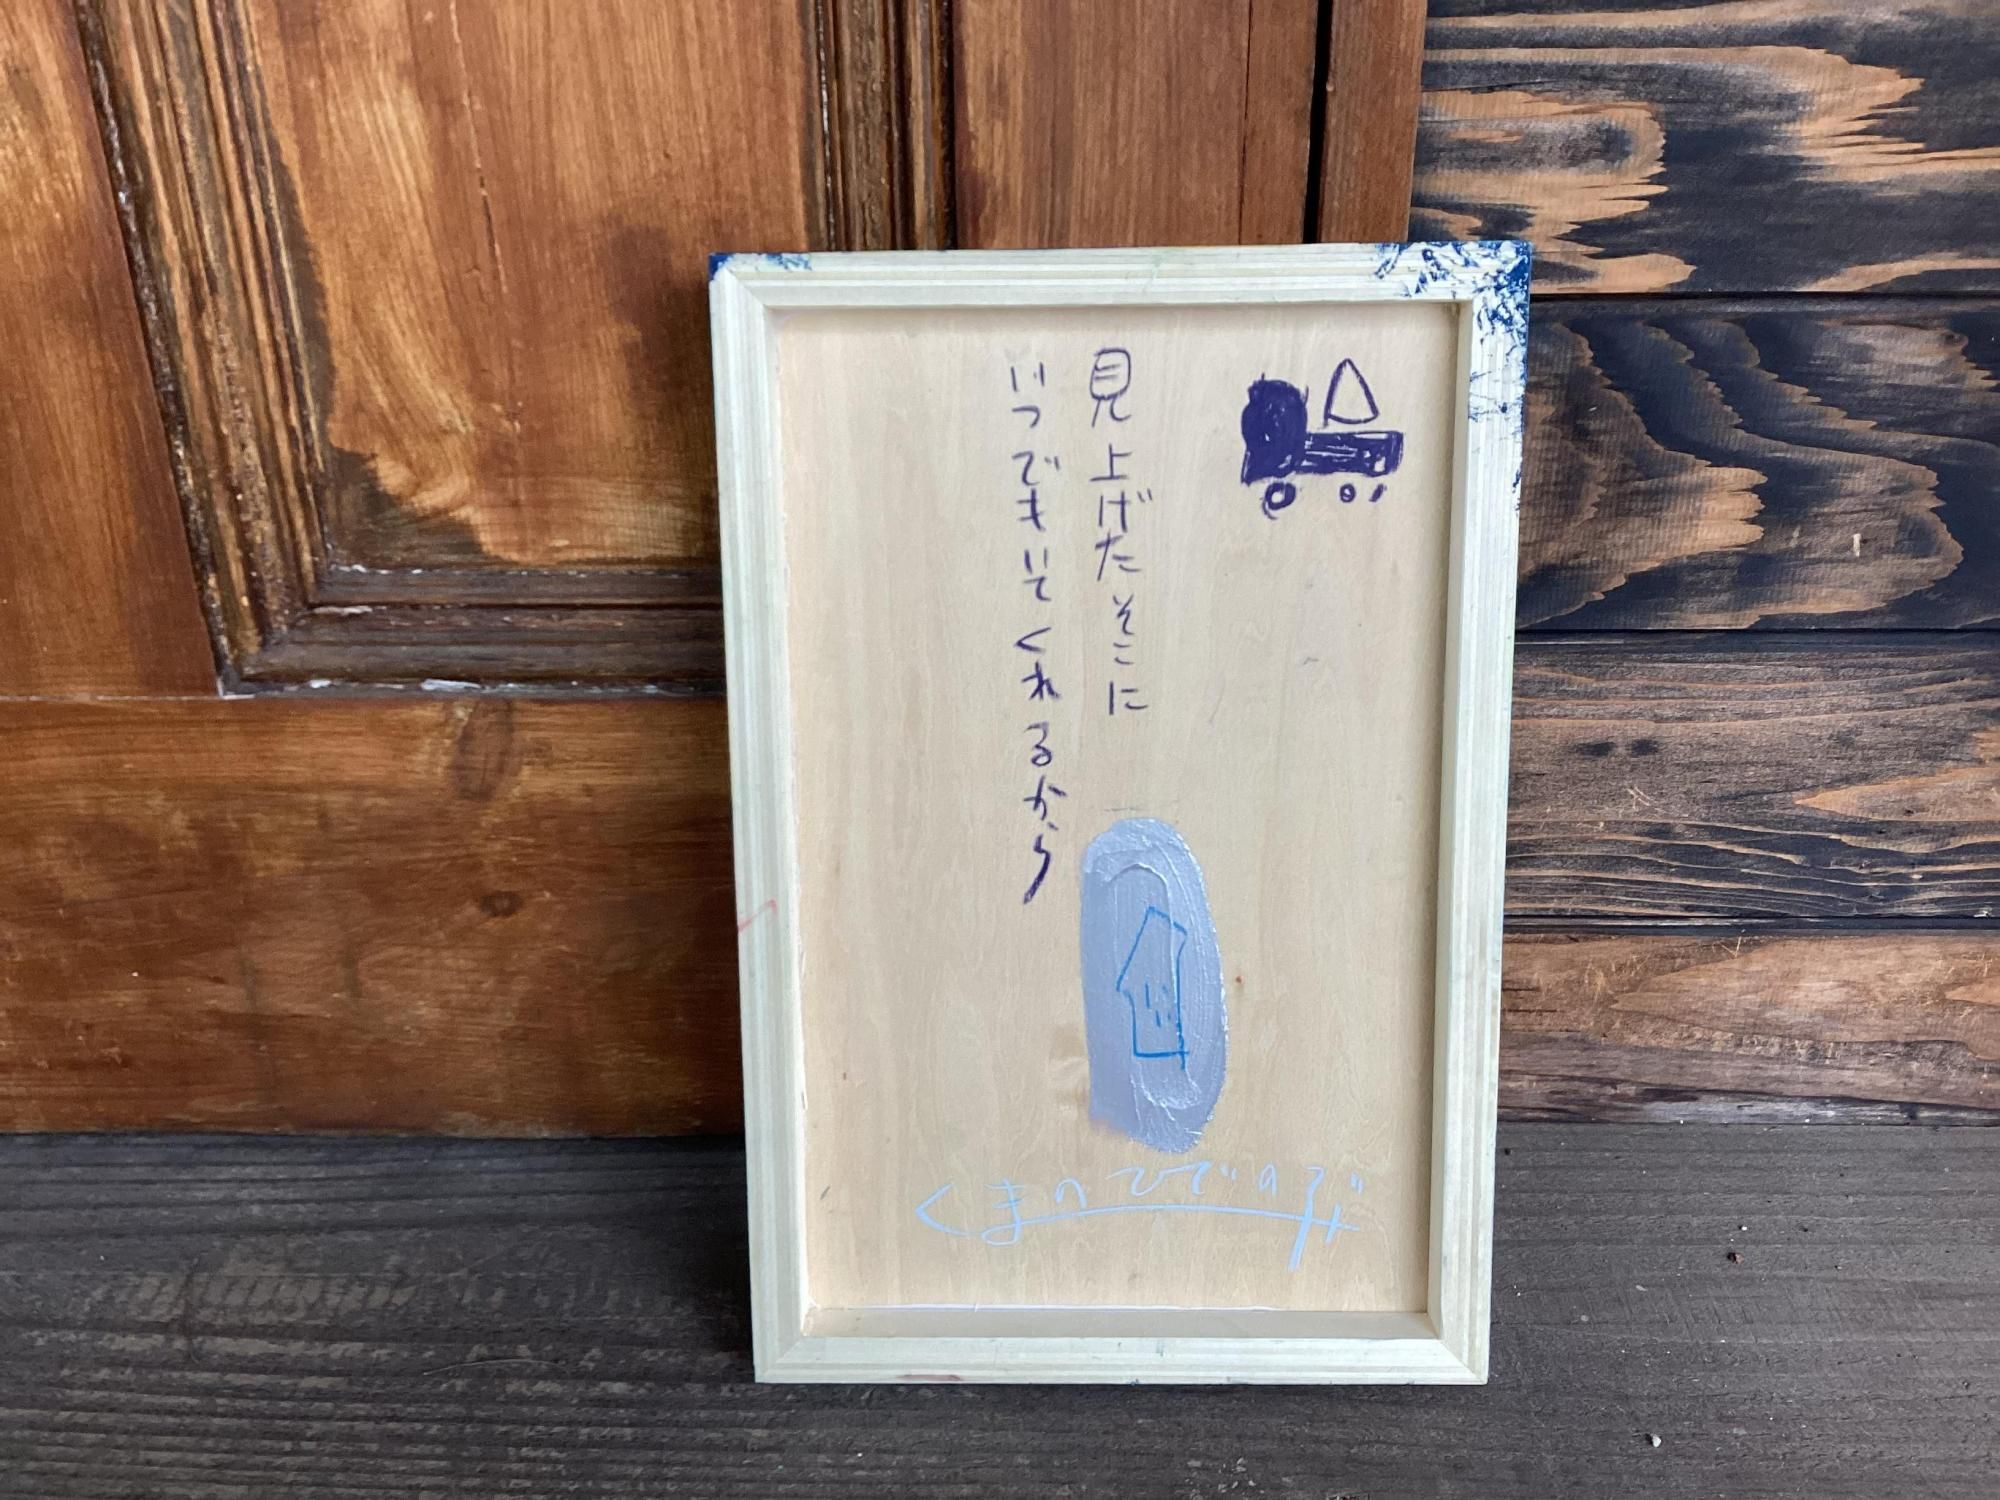 見上げたそこに
いつでもいてくれるから
くまのひでのぶ